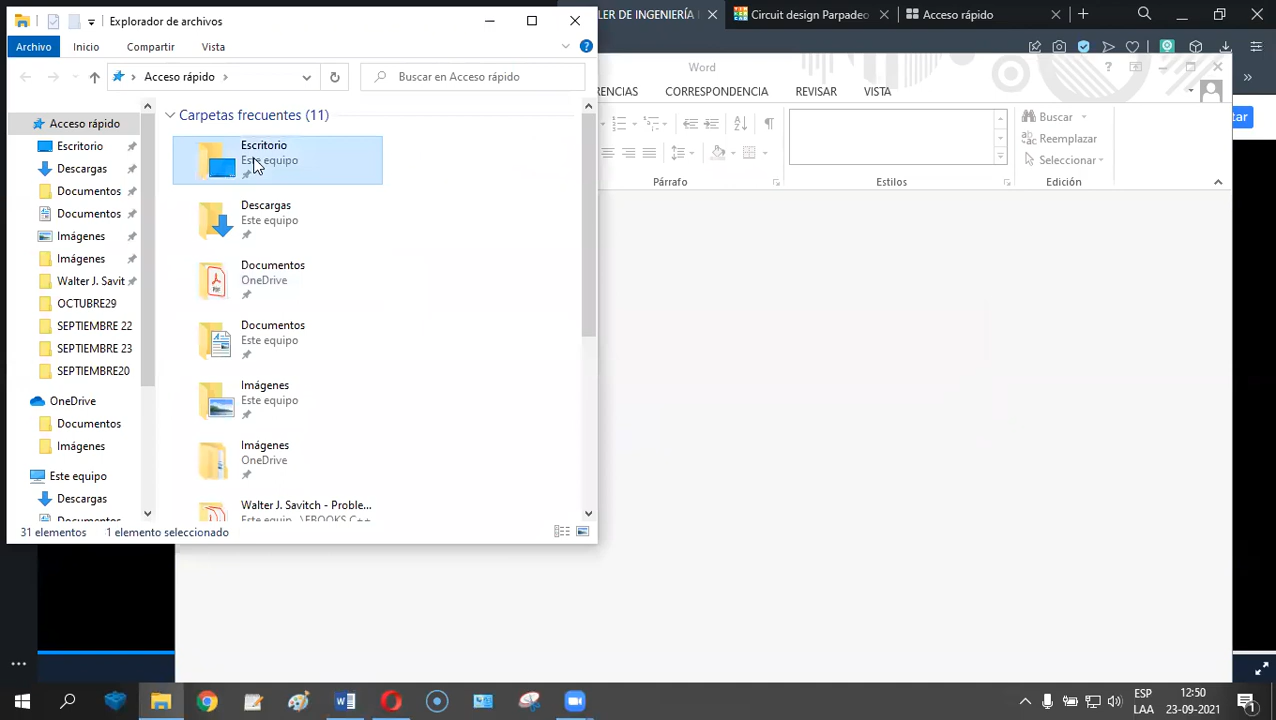 Explorador de archivos
LER DE INGENIERÍA
Circuit design Parpadeo
Acceso rápido
Archivo
Inicio
Compartir
Vista
Word
Acceso rápido
Buscar en Acceso rápido
RENCIAS
CORRESPONDENCIA
REVISAR
VISTA
Carpetas frecuentes (11)
Acceso rápido
Escritorio
Descargas
Documentos
Documentos
Imágenes
Imágenes
Walter J. Savit
OCTUBRE29
SEPTIEMBRE 22
SEPTIEMBRE 23
SEPTIEMBRE20
OneDrive
Documentos
Imágenes
Este equipo
Descargas
Escritorio
Este equipo
Descargas
Este equipo
Documentos
OneDrive
Documentos
Este equipo
Imágenes
Este equipo
Imágenes
OneDrive
Walter J. Savitch - Proble...
Buscar
Reemplazar
Seleccionar
Párrafo
Estilos
Edición
tar
31 elementos
1 elemento seleccionado
ESP
LAA
12:50
23-09-2021
1